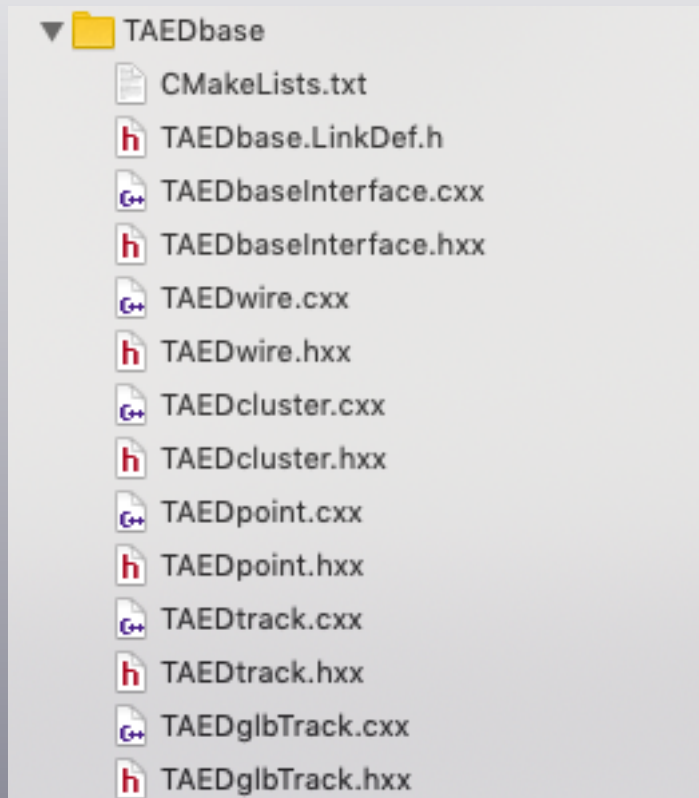 TAEDbase
CMakeLists.txt
TAEDbase.LinkDef.h
TAEDbaseInterface.cxx
TAEDbaseInterface.hxx
TAEDwire.cxx
TAEDwire.hxx
TAEDcluster.cxx
TAEDcluster.hxx
TAEDpoint.cxx
TAEDpoint.hxx
TAEDtrack.cxx
TAEDtrack.hxx
TAEDglbTrack.cxx
TAEDglbTrack.hxx